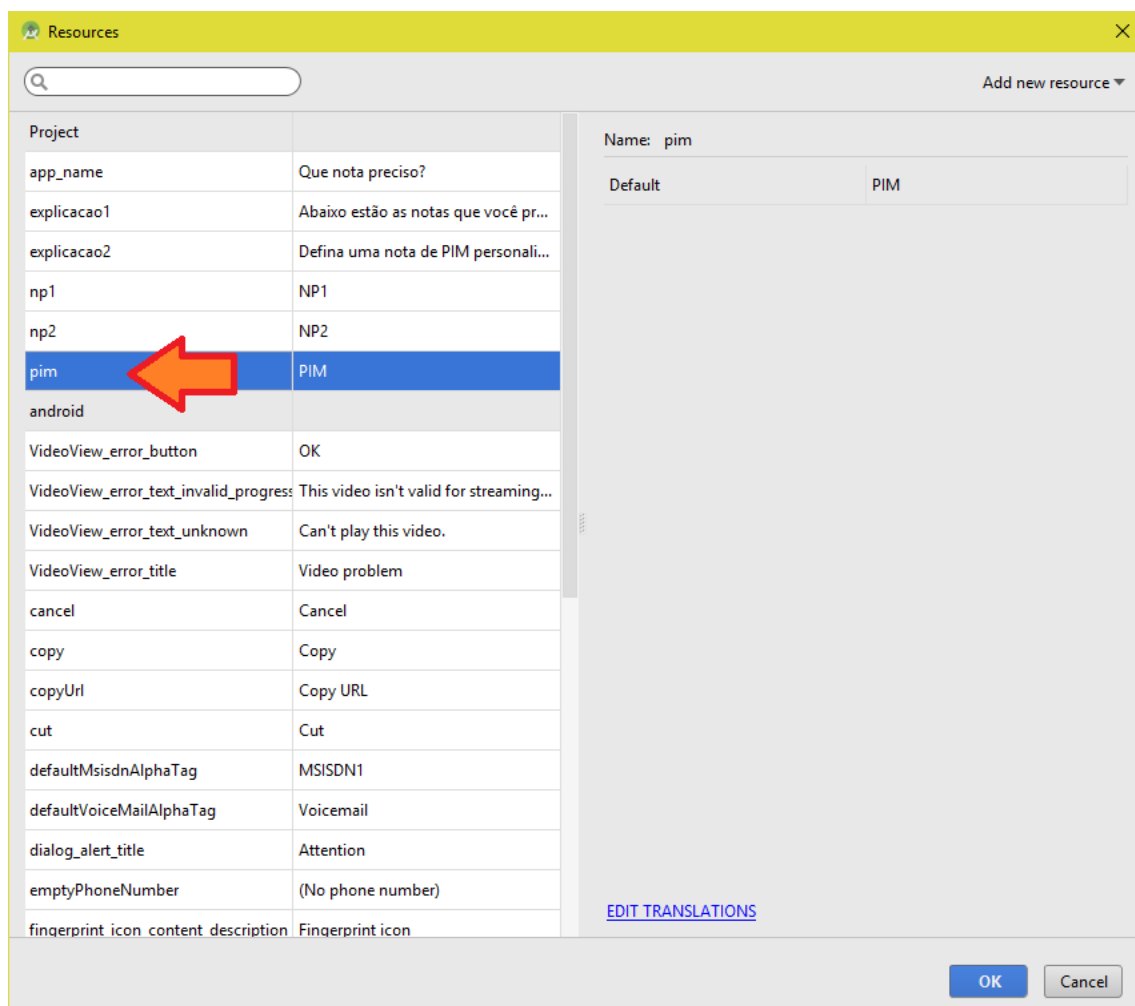 Resources
Add new resource
Project
app_name Que nota preciso?
explicacao1 Abaixo estão as notas que você pr...
explicacao2 Defina uma nota de PIM personali...
np1 NP1
np2 NP2
pim PIM
android
VideoView_error_button OK
VideoView_error_text_invalid_progress This video isn't valid for streaming...
VideoView_error_text_unknown Can't play this video.
VideoView_error_title Video problem
cancel Cancel
copy Copy
copyUrl Copy URL
cut Cut
defaultMsisdnAlphaTag MSISDN1
defaultVoiceMailAlphaTag Voicemail
dialog_alert_title Attention
emptyPhoneNumber (No phone number)
fingerprint_icon_content_description Fingerprint icon
Name: pim
Default PIM
EDIT TRANSLATIONS
OK Cancel